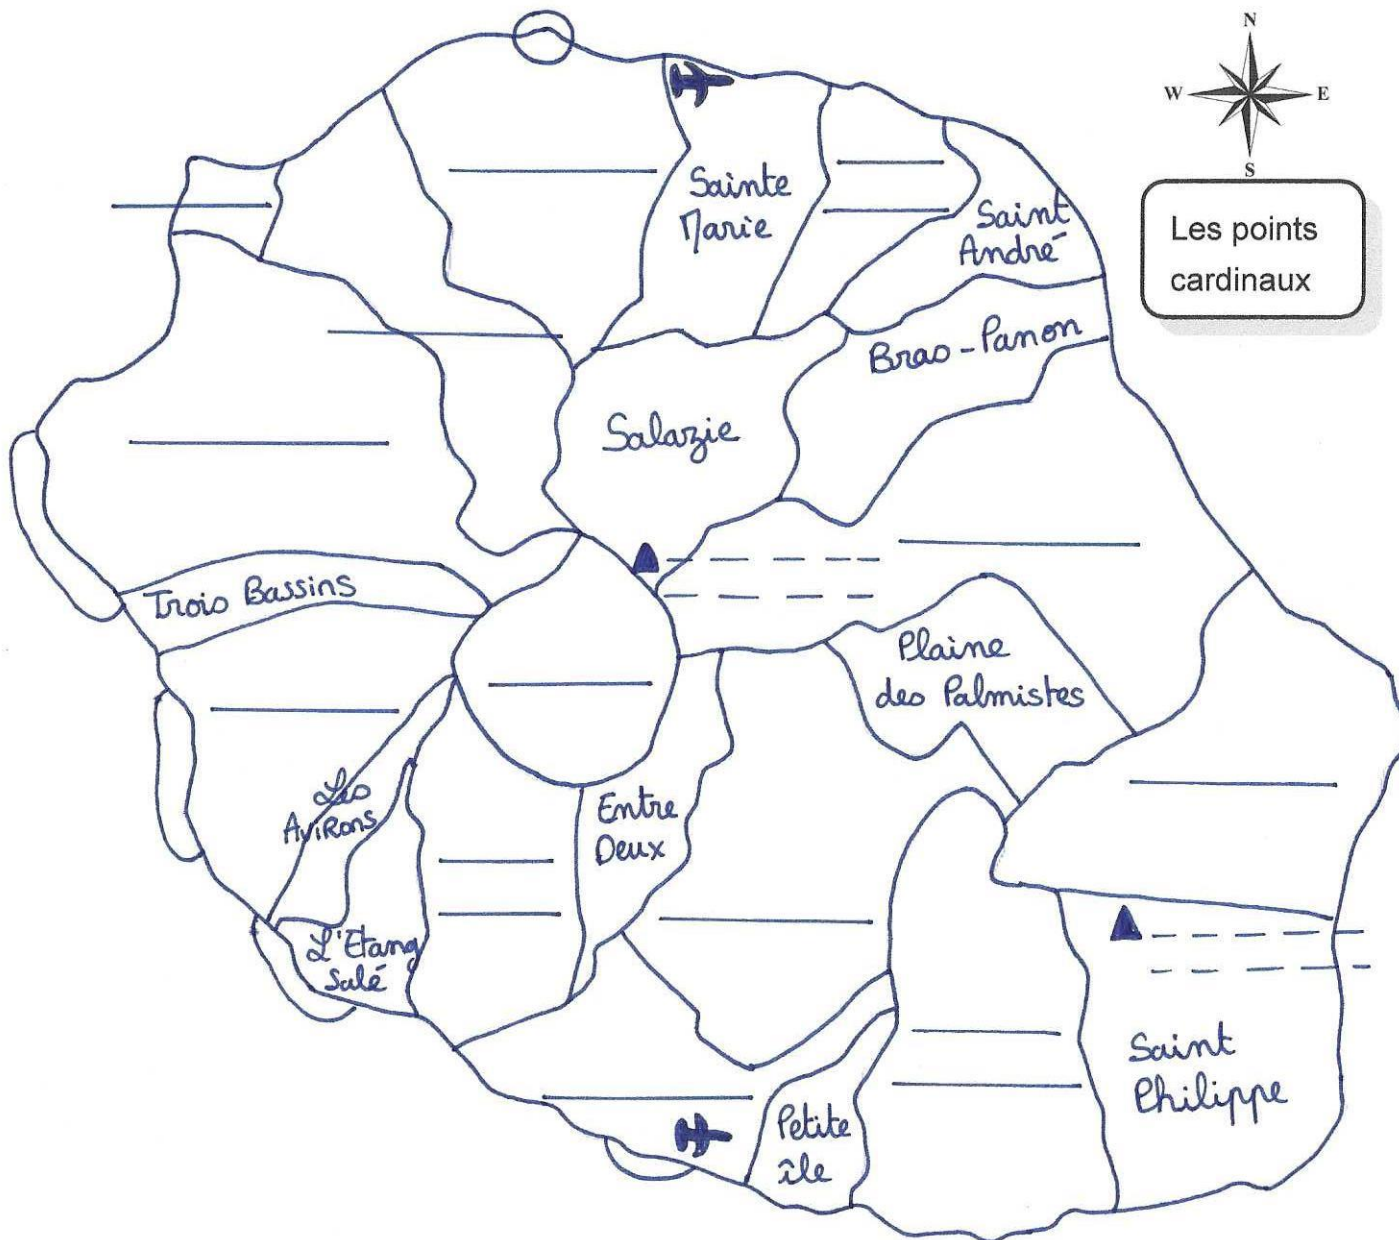 N
W E
S
Les points
cardinaux
Sainte
Marie
Saint
André
Bras-Panon
Salazie
Trois Bassins
Plaine
des Palmistes
Les
AviRons
Entre
Deux
L'Etang
Salé
Saint
Philippe
Petite
île